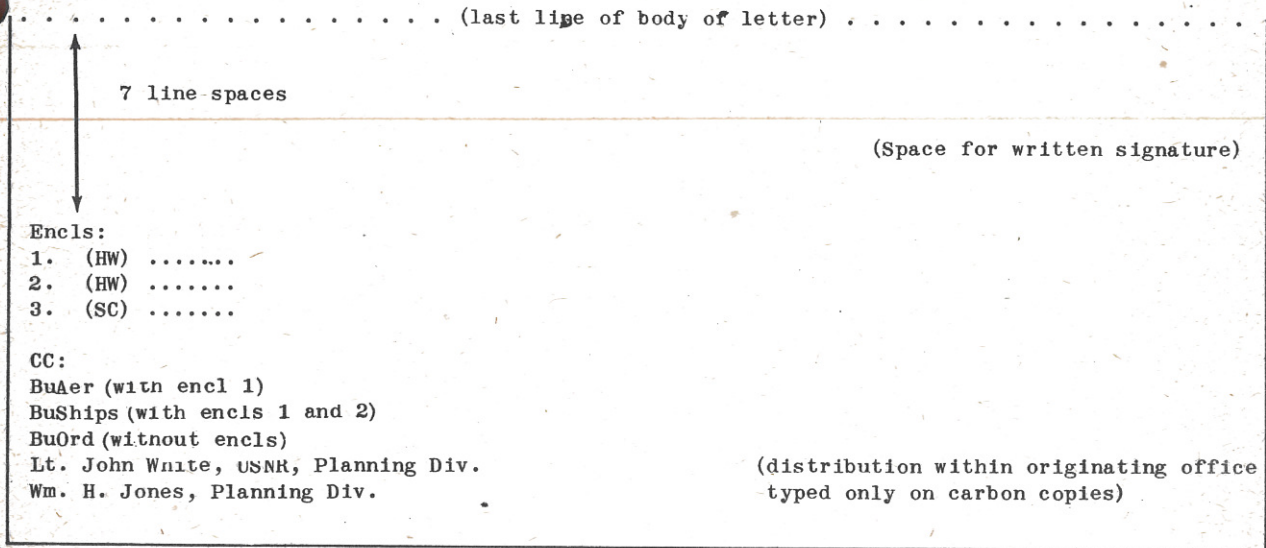 . . . . . . . . . . . . . . . . . (last line of body of letter) . . . . . . . . . . . . . . . .
7 line spaces
(Space for written signature)
Encls:
1. (HW) .......
2. (HW) .......
3. (SC) .......
CC:
BuAer (with encl 1)
BuShips (with encls 1 and 2)
BuOrd (without encls)
Lt. John White, USNR, Planning Div.
Wm. H. Jones, Planning Div.
(distribution within originating office
typed only on carbon copies)